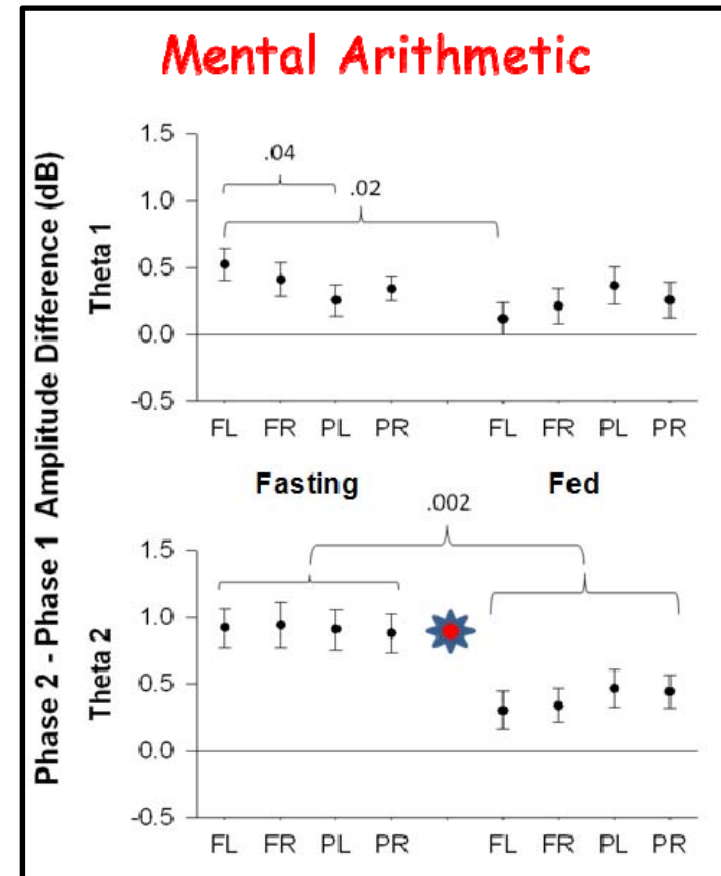 Mental Arithmetic
Phase 2 - Phase 1 Amplitude Difference (dB)
Theta 1
1.5
1.0
0.5
0.0
-0.5
.04
.02
FL FR PL PR FL FR PL PR
Fasting Fed
Theta 2
.002
1.5
1.0
0.5
0.0
-0.5
FL FR PL PR FL FR PL PR